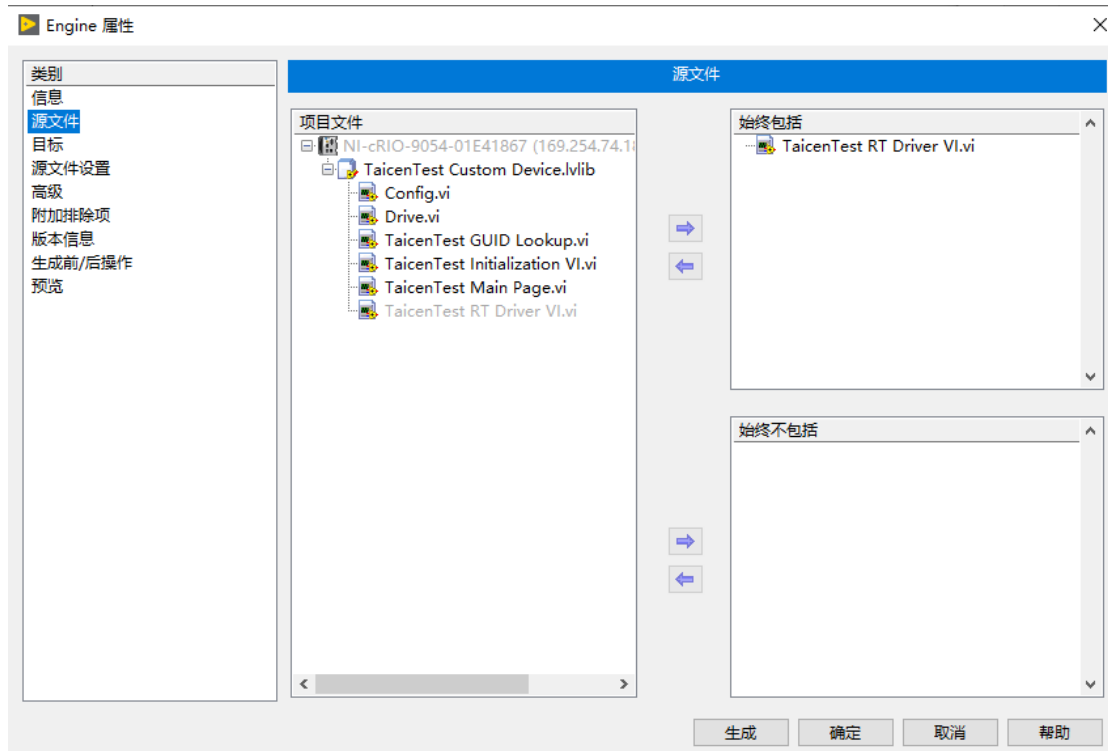 Engine 属性
类别
信息
源文件
目标
源文件设置
高级
附加排除项
版本信息
生成前/后操作
预览
源文件
项目文件
NI-cRIO-9054-01E41867 (169.254.74.18
TaicenTest Custom Device.lvlib
Config.vi
Drive.vi
TaicenTest GUID Lookup.vi
TaicenTest Initialization VI.vi
TaicenTest Main Page.vi
TaicenTest RT Driver VI.vi
始终包括
TaicenTest RT Driver VI.vi
始终不包括
生成
确定
取消
帮助